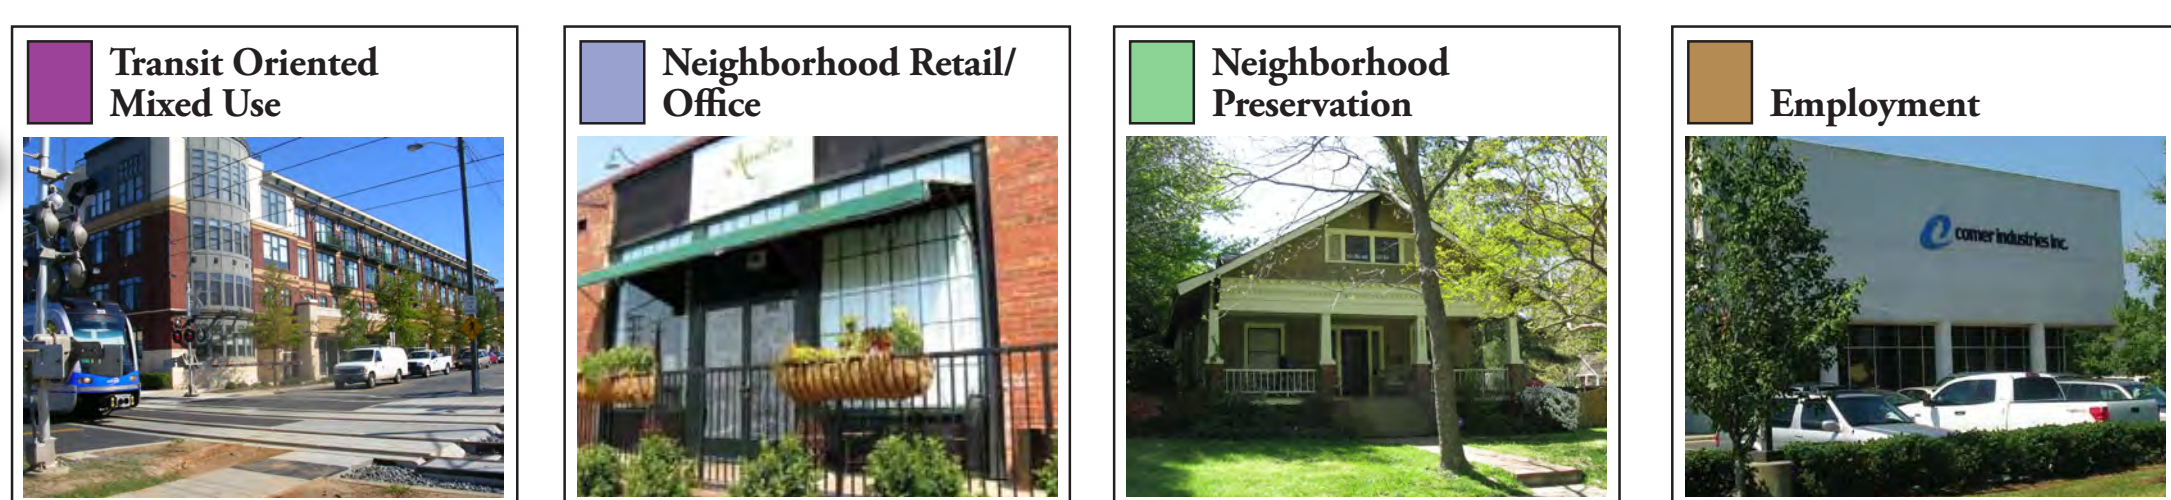 Transit Oriented
Mixed Use
Neighborhood Retail/
Office
Neighborhood
Preservation
Employment
comer industries inc.